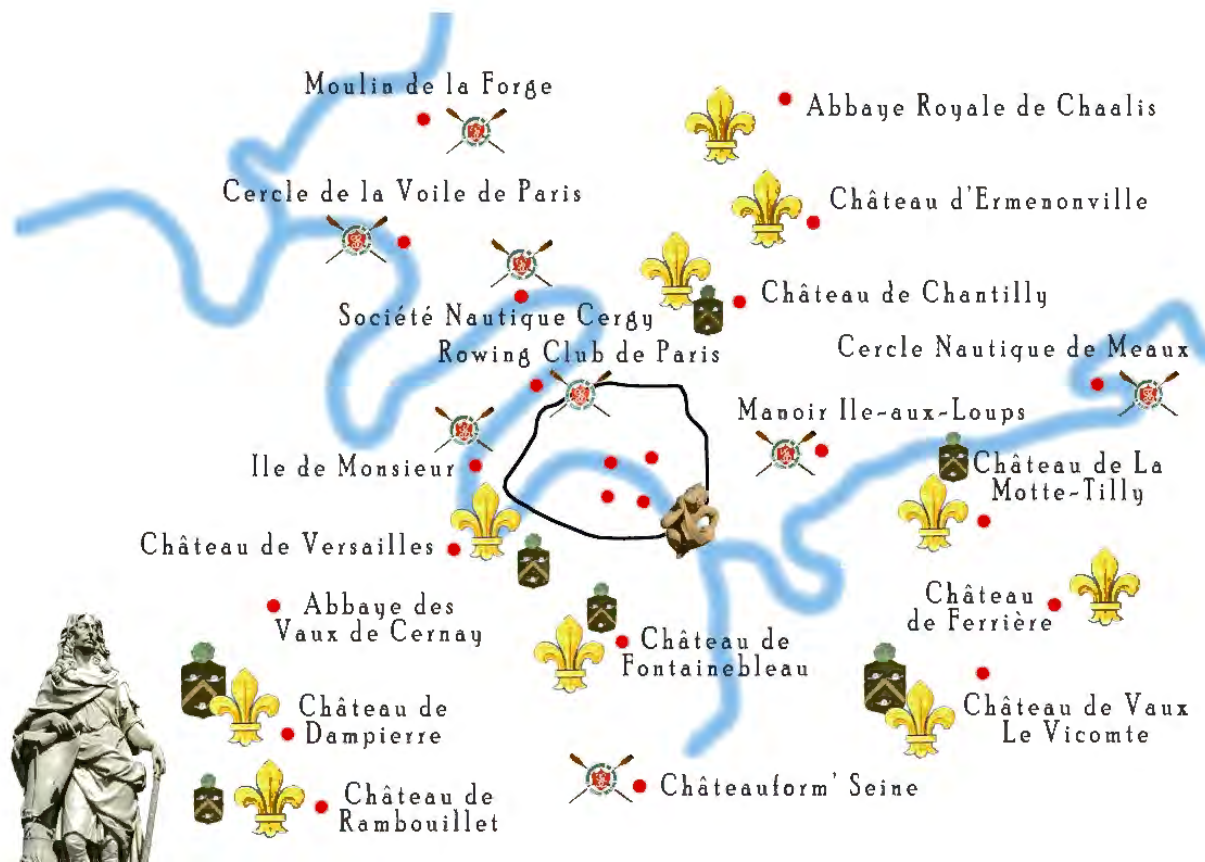 Moulin de la Forge
Abbaye Royale de Chaalis
Cercle de la Voile de Paris
Château d'Ermenonville
Château de Chantilly
Société Nautique Cergy
Rowing Club de Paris
Cercle Nautique de Meaux
Manoir Ile-aux-Loups
Ile de Monsieur
Château de La
Motte-Tilly
Château de Versailles
Abbaye des
Vaux de Cernay
Château
de Ferrière
Château de
Fontainebleau
Château de
Dampierre
Château de Vaux
Le Vicomte
Châteauform' Seine
Château de
Rambouillet